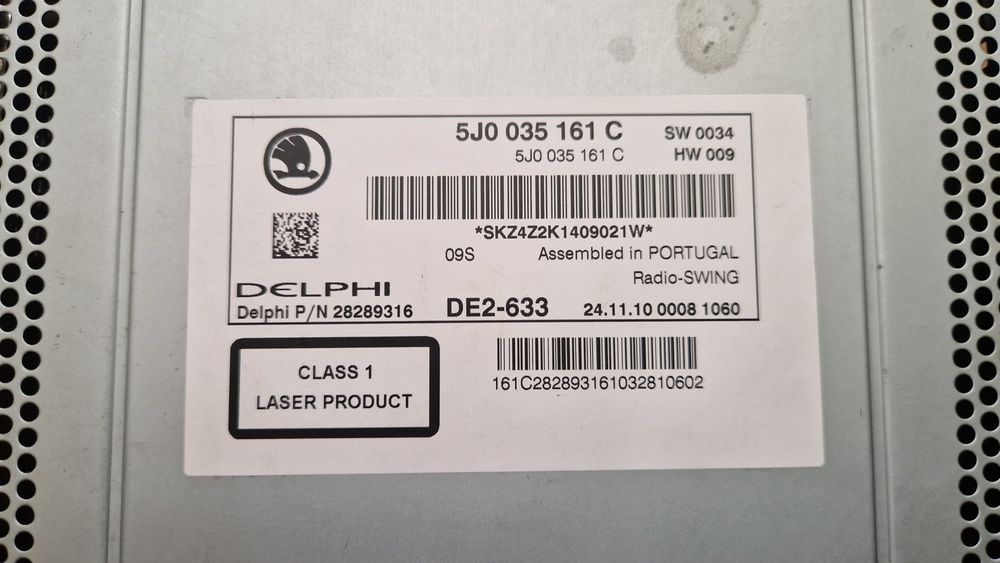 5J0 035 161 C SW 0034
5J0 035 161 C HW 009
*SKZ4Z2K1409021W*
09S Assembled in PORTUGAL
Radio-SWING
DELPHI
Delphi P/N 28289316 DE2-633 24.11.10 0008 1060
CLASS 1
LASER PRODUCT
161C282893161032810602